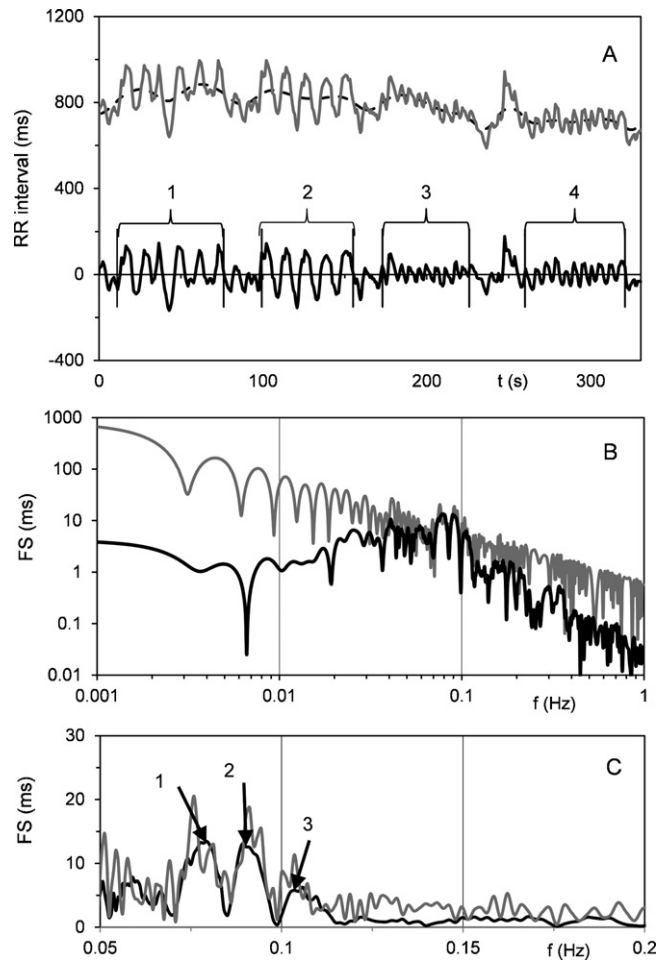 1200
A
800
RR interval (ms)
400
1 2 3 4
0
-400
0 100 200 t (s) 300
1000
B
100
FS (ms)
10
1
0.1
0.01
0.001 0.01 0.1 f (Hz) 1
30
C
1 2
20
FS (ms)
3
10
0
0.05 0.1 0.15 f (Hz) 0.2